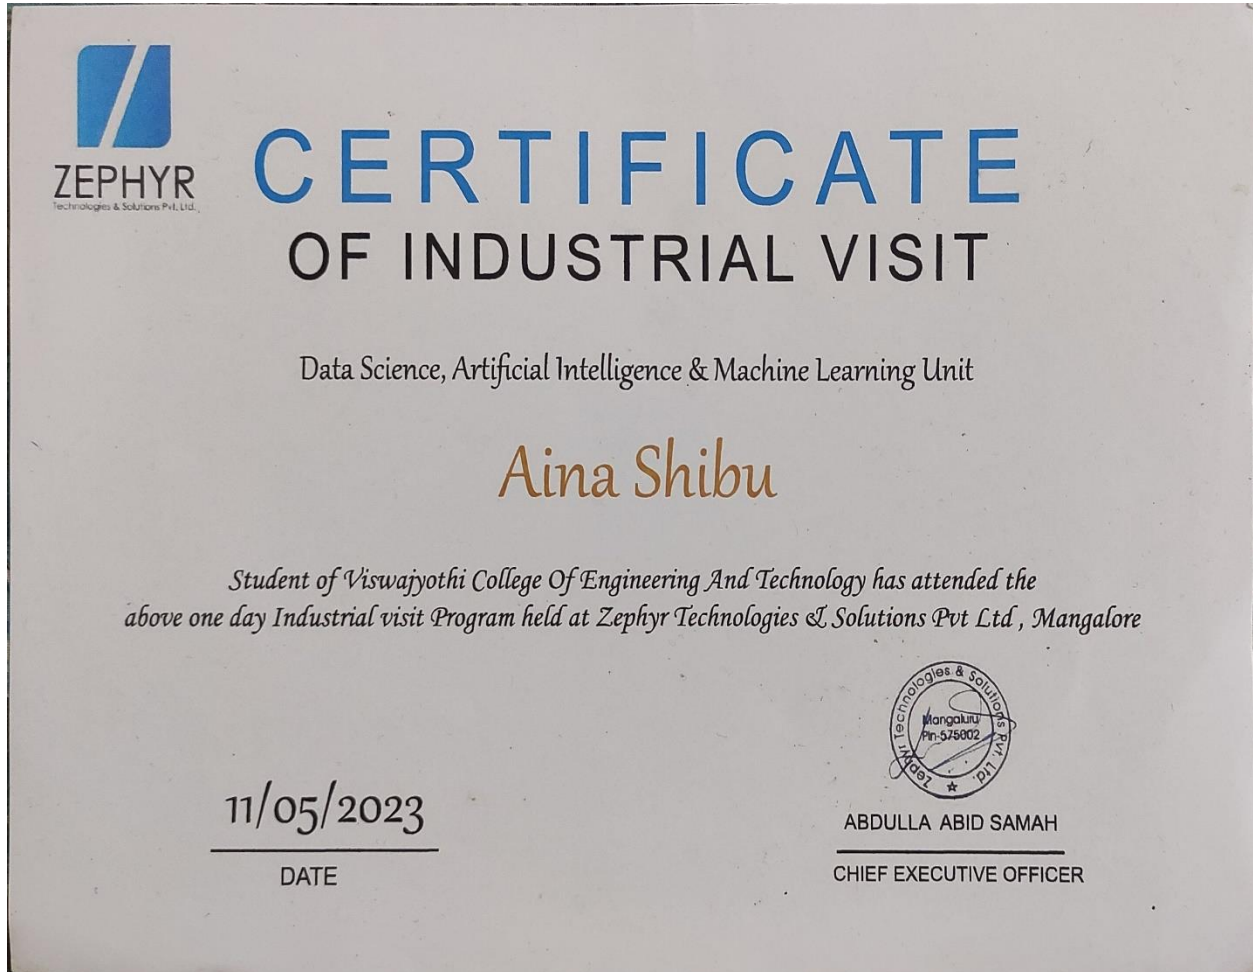 ZEPHYR
Technologies & Solutions Pvt. Ltd.
CERTIFICATE
OF INDUSTRIAL VISIT
Data Science, Artificial Intelligence & Machine Learning Unit
Aina Shibu
Student of Viswajyothi College Of Engineering And Technology has attended the
above one day Industrial visit Program held at Zephyr Technologies & Solutions Pvt Ltd , Mangalore
Zephyr Technologies & Solutions Pvt. Ltd.
Mangaluru
Pin-575002
11/05/2023
DATE
ABDULLA ABID SAMAH
CHIEF EXECUTIVE OFFICER